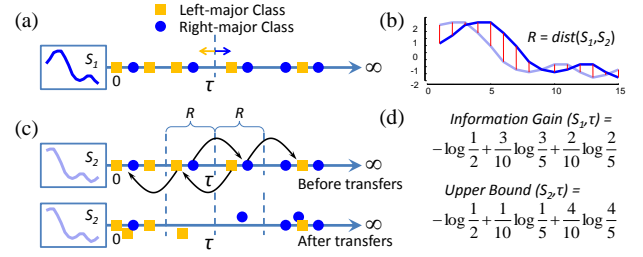 (a)
Left-major Class
Right-major Class
S1
0
τ
∞
(b)
R = dist(S1,S2)
2
1
0
-1
-2
0 5 10 15
(c)
R R
S2
0
τ
∞
Before transfers
S2
0
τ
∞
After transfers
(d)
Information Gain (S1,τ) =
−log 1/2 + 3/10 log 3/5 + 2/10 log 2/5
Upper Bound (S2,τ) =
−log 1/2 + 1/10 log 1/5 + 4/10 log 4/5